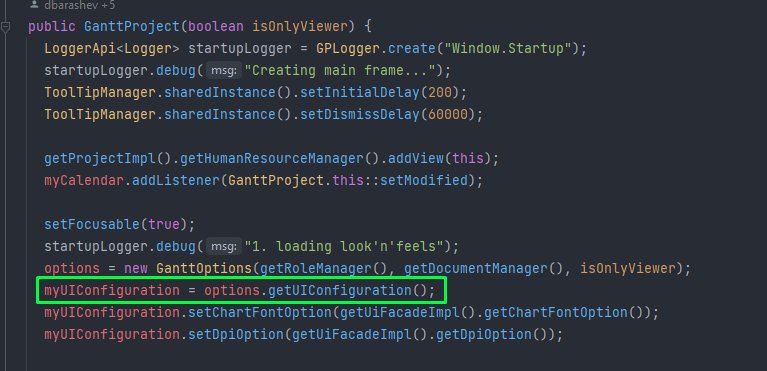 dbarashev +5
public GanttProject(boolean isOnlyViewer) {
LoggerApi<Logger> startupLogger = GPLogger.create("Window.Startup");
startupLogger.debug( msg: "Creating main frame...");
ToolTipManager.sharedInstance().setInitialDelay(200);
ToolTipManager.sharedInstance().setDismissDelay(60000);
getProjectImpl().getHumanResourceManager().addView(this);
myCalendar.addListener(GanttProject.this::setModified);
setFocusable(true);
startupLogger.debug( msg: "1. loading look'n'feels");
options = new GanttOptions(getRoleManager(), getDocumentManager(), isOnlyViewer);
myUIConfiguration = options.getUIConfiguration();
myUIConfiguration.setChartFontOption(getUiFacadeImpl().getChartFontOption());
myUIConfiguration.setDpiOption(getUiFacadeImpl().getDpiOption());